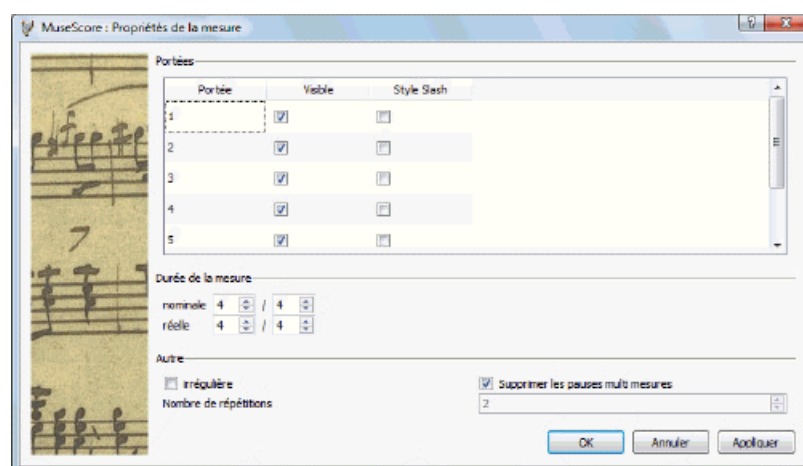 MuseScore : Propriétés de la mesure
Portées
Portée Visible Style Slash
1
2
3
4
5
Durée de la mesure
nominale 4 / 4
réelle 4 / 4
Autre
irrégulière Supprimer les pauses multi mesures
Nombre de répétitions 2
OK Annuler Appliquer